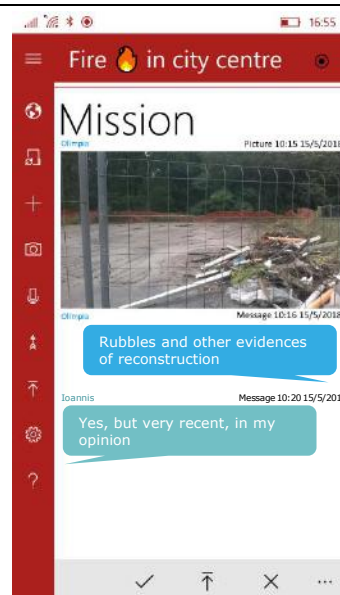 16:55
Fire 🔥 in city centre
Mission
Olimpia Picture 10:15 15/5/2018
Olimpia Message 10:16 15/5/2018
Rubbles and other evidences
of reconstruction
Ioannis Message 10:20 15/5/201
Yes, but very recent, in my
opinion
?